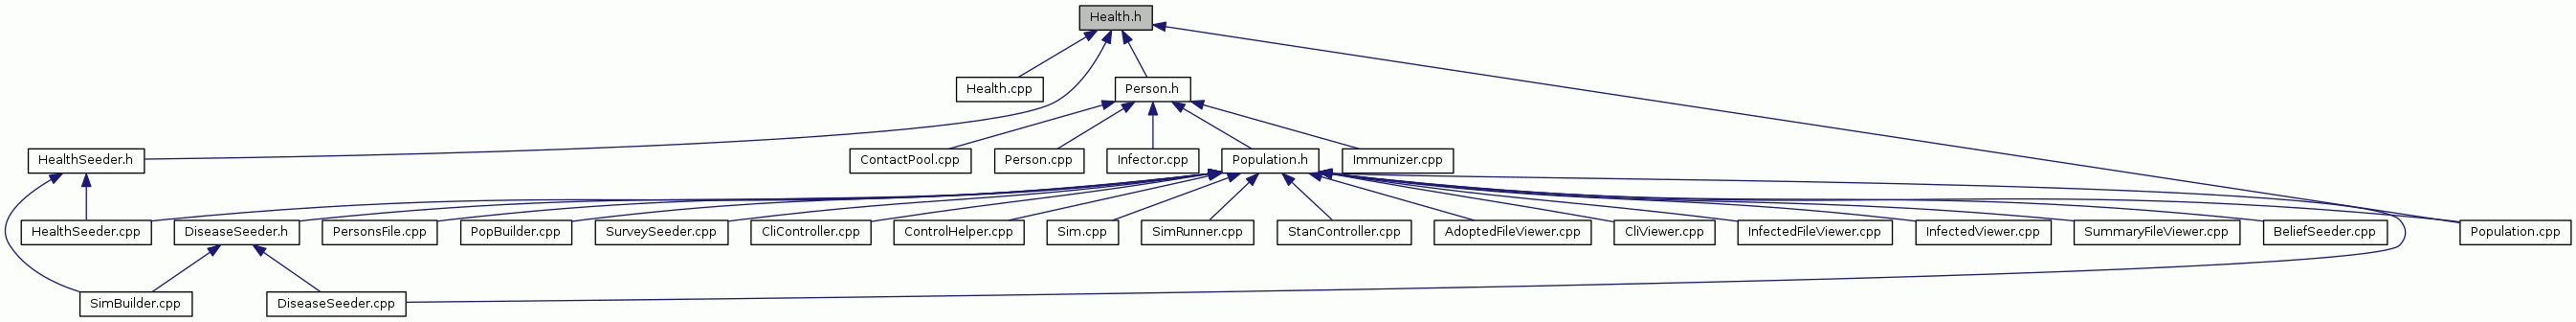 Health.h
Health.cpp
Person.h
HealthSeeder.h
ContactPool.cpp
Person.cpp
Infector.cpp
Population.h
Immunizer.cpp
HealthSeeder.cpp
DiseaseSeeder.h
PersonsFile.cpp
PopBuilder.cpp
SurveySeeder.cpp
CliController.cpp
ControlHelper.cpp
Sim.cpp
SimRunner.cpp
StanController.cpp
AdoptedFileViewer.cpp
CliViewer.cpp
InfectedFileViewer.cpp
InfectedViewer.cpp
SummaryFileViewer.cpp
BeliefSeeder.cpp
Population.cpp
SimBuilder.cpp
DiseaseSeeder.cpp